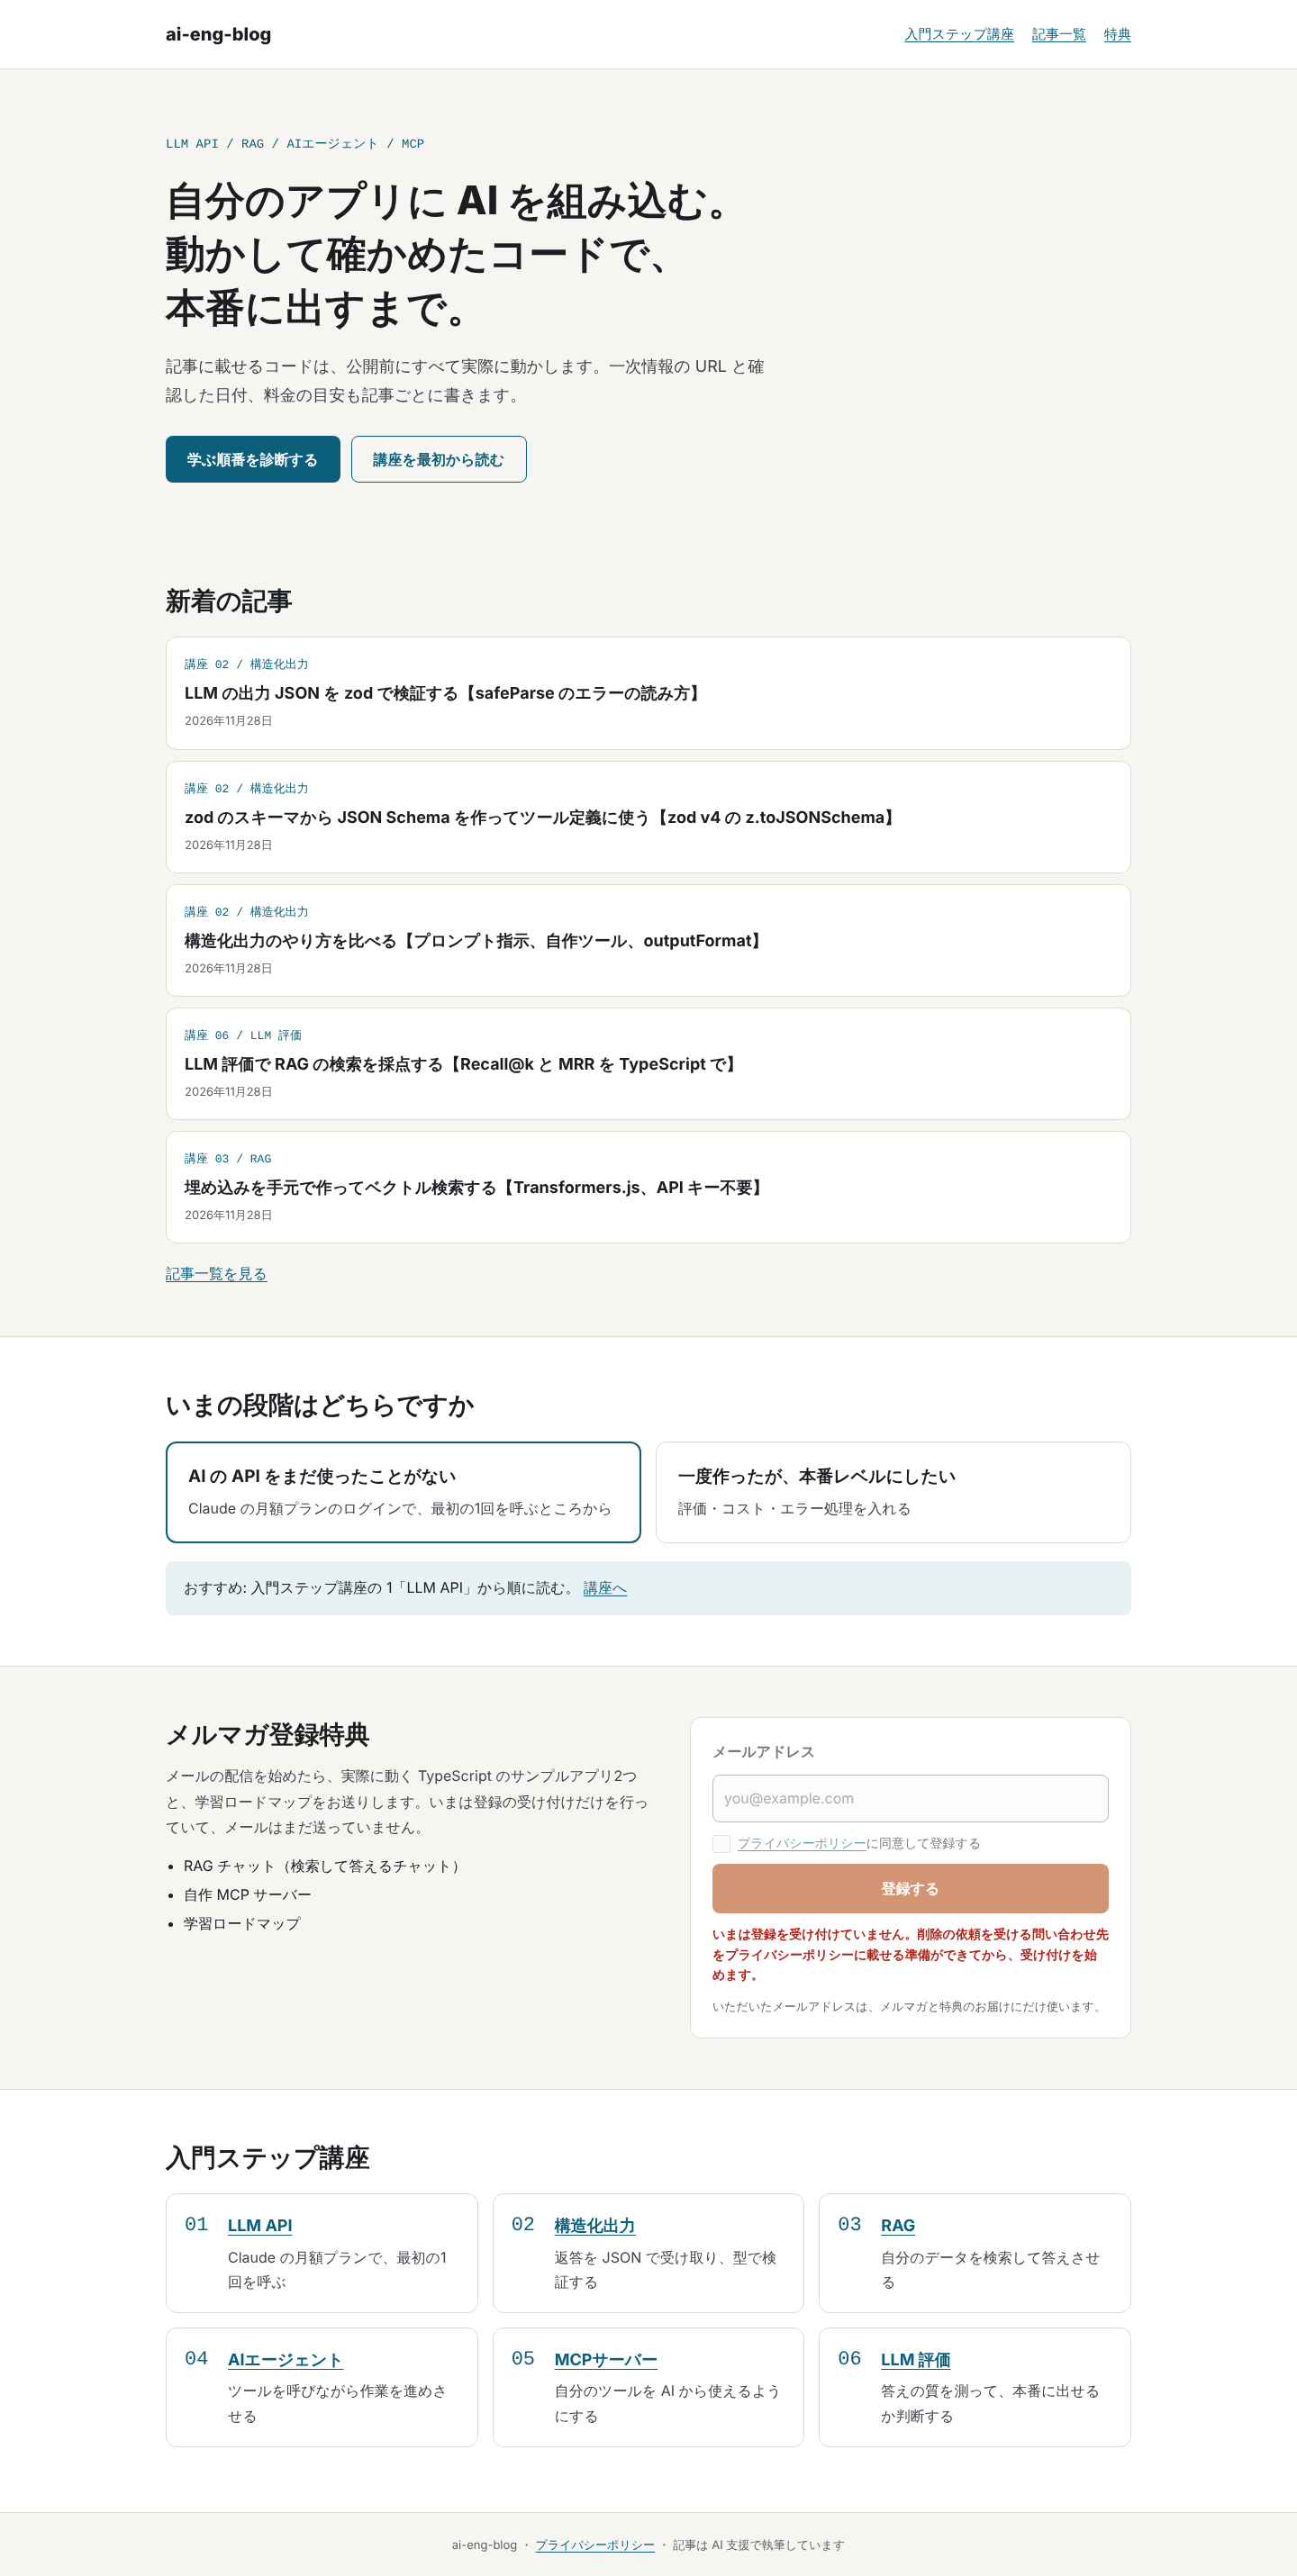 ai-eng-blog
入門ステップ講座 記事一覧 特典
LLM API / RAG / AIエージェント / MCP
自分のアプリに AI を組み込む。
動かして確かめたコードで、
本番に出すまで。
記事に載せるコードは、公開前にすべて実際に動かします。一次情報の URL と確
認した日付、料金の目安も記事ごとに書きます。
学ぶ順番を診断する 講座を最初から読む
新着の記事
講座 02 / 構造化出力
LLM の出力 JSON を zod で検証する【safeParse のエラーの読み方】
2026年11月28日
講座 02 / 構造化出力
zod のスキーマから JSON Schema を作ってツール定義に使う【zod v4 の z.toJSONSchema】
2026年11月28日
講座 02 / 構造化出力
構造化出力のやり方を比べる【プロンプト指示、自作ツール、outputFormat】
2026年11月28日
講座 06 / LLM 評価
LLM 評価で RAG の検索を採点する【Recall@k と MRR を TypeScript で】
2026年11月28日
講座 03 / RAG
埋め込みを手元で作ってベクトル検索する【Transformers.js、API キー不要】
2026年11月28日
記事一覧を見る
いまの段階はどちらですか
AI の API をまだ使ったことがない
Claude の月額プランのログインで、最初の1回を呼ぶところから
一度作ったが、本番レベルにしたい
評価・コスト・エラー処理を入れる
おすすめ: 入門ステップ講座の 1「LLM API」から順に読む。 講座へ
メルマガ登録特典
メールの配信を始めたら、実際に動く TypeScript のサンプルアプリ2つ
と、学習ロードマップをお送りします。いまは登録の受け付けだけを行っ
ていて、メールはまだ送っていません。
• RAG チャット（検索して答えるチャット）
• 自作 MCP サーバー
• 学習ロードマップ
メールアドレス
you@example.com
プライバシーポリシーに同意して登録する
登録する
いまは登録を受け付けていません。削除の依頼を受ける問い合わせ先
をプライバシーポリシーに載せる準備ができてから、受け付けを始
めます。
いただいたメールアドレスは、メルマガと特典のお届けにだけ使います。
入門ステップ講座
01 LLM API
Claude の月額プランで、最初の1
回を呼ぶ
02 構造化出力
返答を JSON で受け取り、型で検
証する
03 RAG
自分のデータを検索して答えさせ
る
04 AIエージェント
ツールを呼びながら作業を進めさ
せる
05 MCPサーバー
自分のツールを AI から使えるよう
にする
06 LLM 評価
答えの質を測って、本番に出せる
か判断する
ai-eng-blog ・ プライバシーポリシー ・ 記事は AI 支援で執筆しています